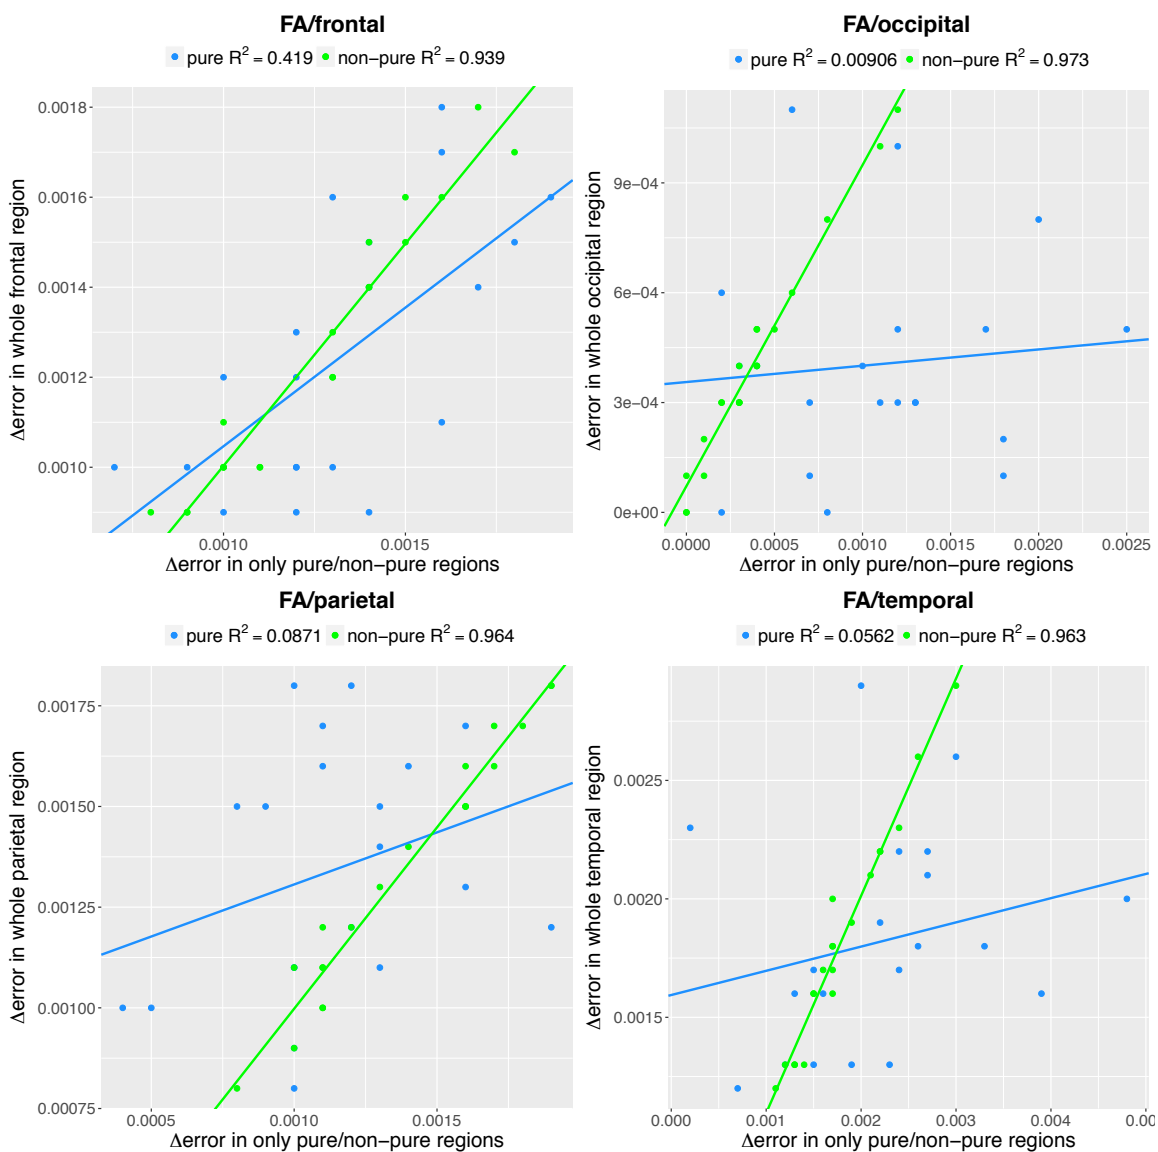 FA/frontal
pure R² = 0.419 non−pure R² = 0.939
Δerror in whole frontal region
0.0018
0.0016
0.0014
0.0012
0.0010
0.0010 0.0015
Δerror in only pure/non−pure regions
FA/occipital
pure R² = 0.00906 non−pure R² = 0.973
Δerror in whole occipital region
9e−04
6e−04
3e−04
0e+00
0.0000 0.0005 0.0010 0.0015 0.0020 0.0025
Δerror in only pure/non−pure regions
FA/parietal
pure R² = 0.0871 non−pure R² = 0.964
Δerror in whole parietal region
0.00175
0.00150
0.00125
0.00100
0.00075
0.0005 0.0010 0.0015
Δerror in only pure/non−pure regions
FA/temporal
pure R² = 0.0562 non−pure R² = 0.963
Δerror in whole temporal region
0.0025
0.0020
0.0015
0.000 0.001 0.002 0.003 0.004 0.00
Δerror in only pure/non−pure regions